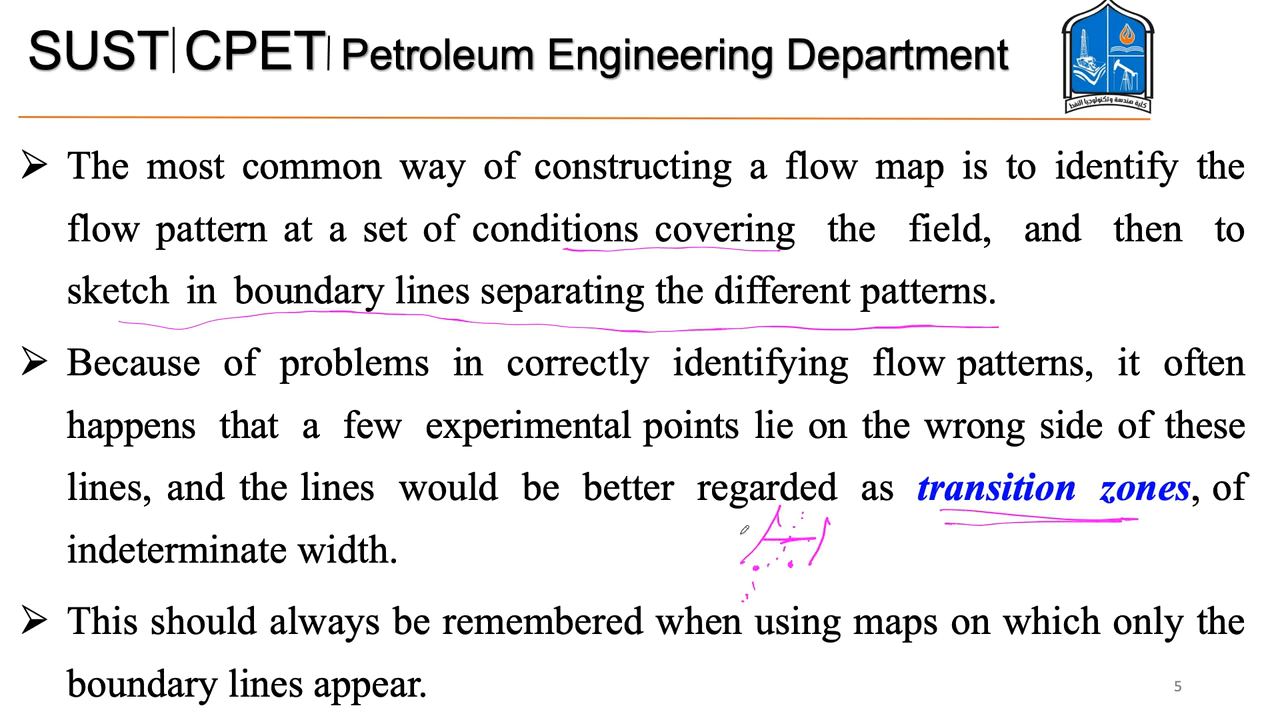 SUST|CPET| Petroleum Engineering Department
كلية هندسة وتكنولوجيا النفط
➢ The most common way of constructing a flow map is to identify the
flow pattern at a set of conditions covering the field, and then to
sketch in boundary lines separating the different patterns.
➢ Because of problems in correctly identifying flow patterns, it often
happens that a few experimental points lie on the wrong side of these
lines, and the lines would be better regarded as transition zones, of
indeterminate width.
➢ This should always be remembered when using maps on which only the
boundary lines appear.
5